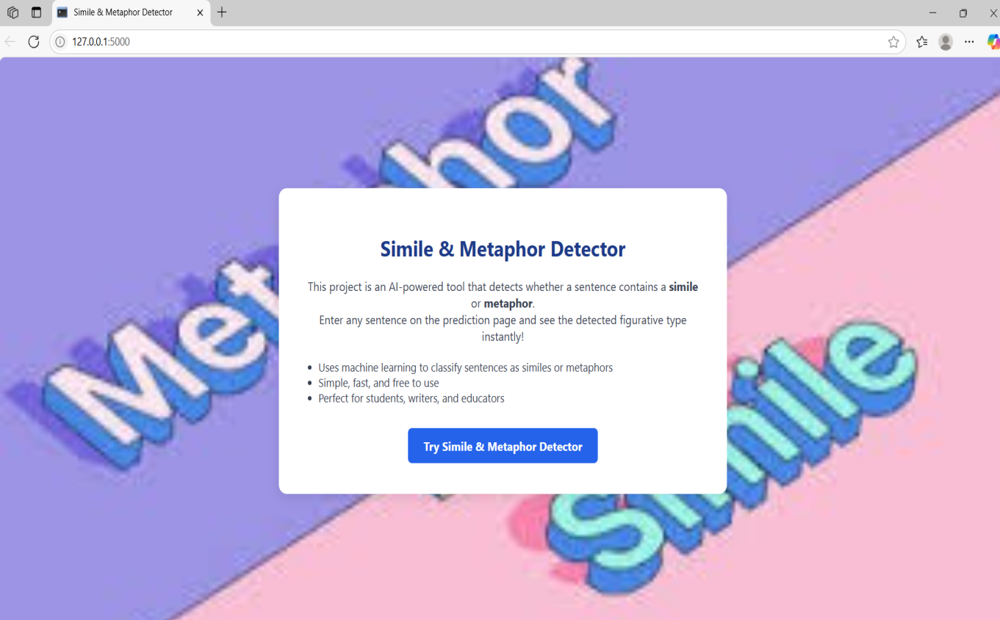 Simile & Metaphor Detector
127.0.0.1:5000
Met hor
Simile & Metaphor Detector
This project is an AI-powered tool that detects whether a sentence contains a simile
or metaphor.
Enter any sentence on the prediction page and see the detected figurative type
instantly!
Uses machine learning to classify sentences as similes or metaphors
Simple, fast, and free to use
Perfect for students, writers, and educators
Try Simile & Metaphor Detector
Simile